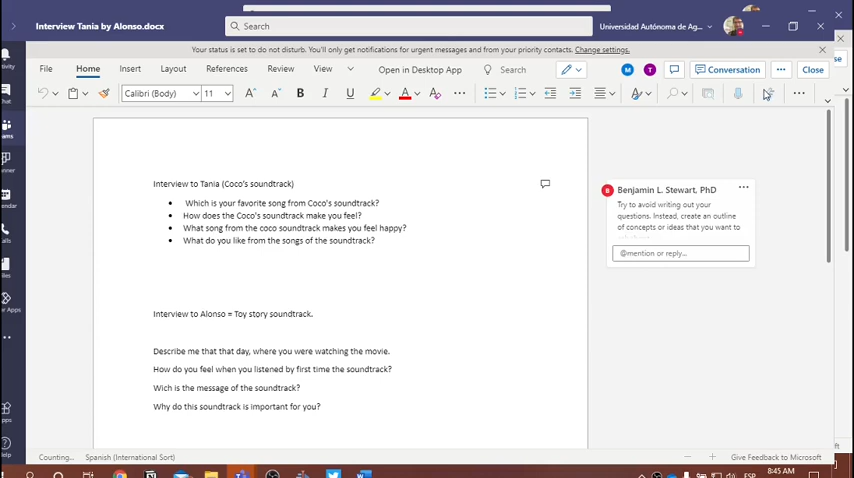 Interview Tania by Alonso.docx
Search
Universidad Autónoma de Ag...
Your status is set to do not disturb. You'll only get notifications for urgent messages and from your priority contacts. Change settings.
File Home Insert Layout References Review View Open in Desktop App Search Conversation Close
Calibri (Body) 11
Interview to Tania (Coco's soundtrack)
Which is your favorite song from Coco's soundtrack?
How does the Coco's soundtrack make you feel?
What song from the coco soundtrack makes you feel happy?
What do you like from the songs of the soundtrack?
Interview to Alonso = Toy story soundtrack.
Describe me that that day, where you were watching the movie.
How do you feel when you listened by first time the soundtrack?
Wich is the message of the soundtrack?
Why do this soundtrack is important for you?
B Benjamin L. Stewart, PhD
Try to avoid writing out your
questions. Instead, create an outline
of concepts or ideas that you want to
@mention or reply...
Counting... Spanish (International Sort) Give Feedback to Microsoft
ESP 8:45 AM